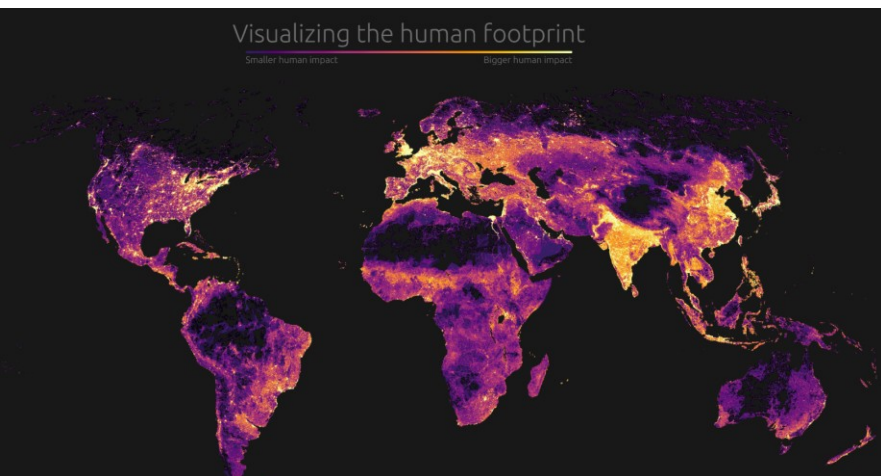 Visualizing the human footprint
Smaller human impact Bigger human impact